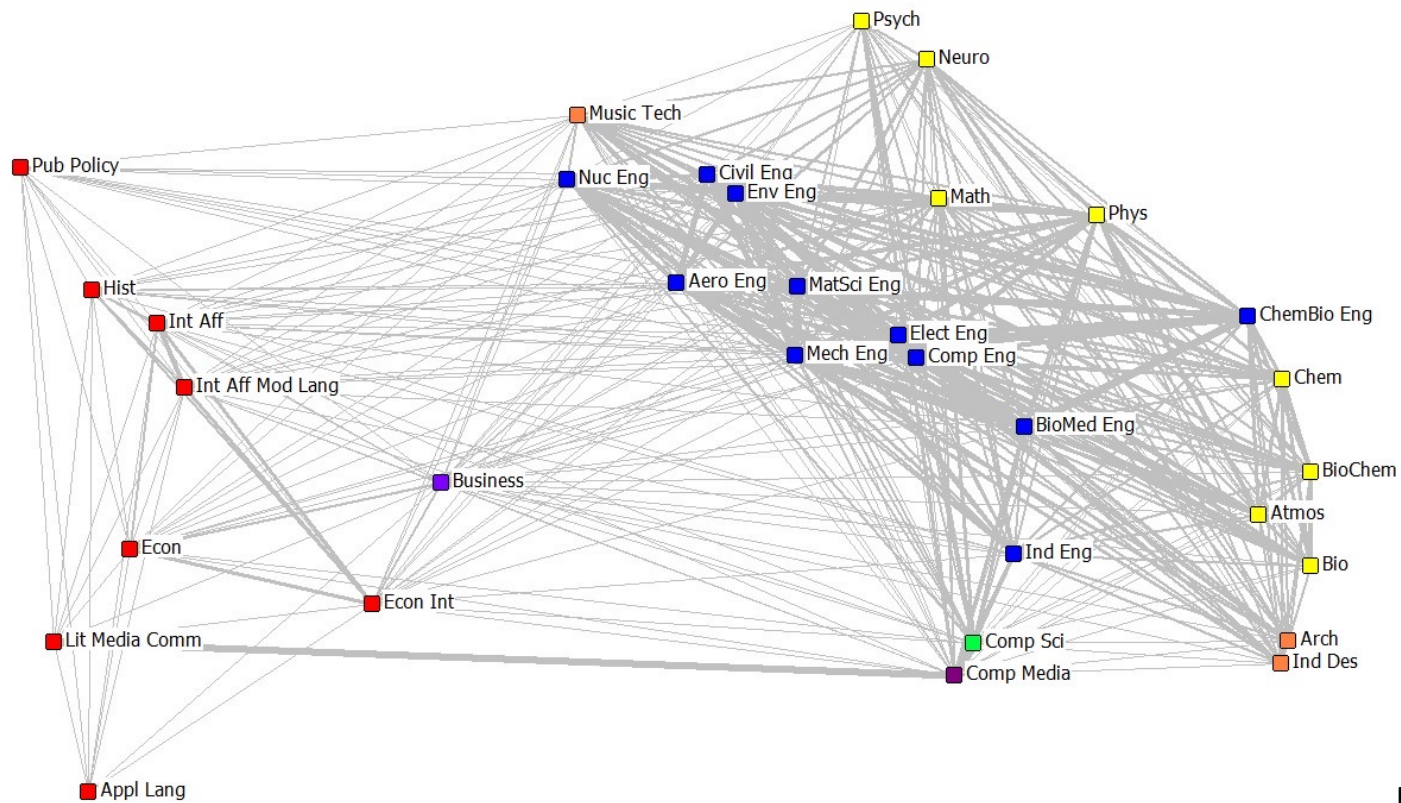 Psych
Neuro
Music Tech
Pub Policy
Civil Eng
Nuc Eng
Env Eng
Math
Phys
Aero Eng
MatSci Eng
Hist
ChemBio Eng
Int Aff
Elect Eng
Mech Eng
Comp Eng
Chem
Int Aff Mod Lang
BioMed Eng
BioChem
Business
Atmos
Econ
Ind Eng
Bio
Econ Int
Lit Media Comm
Comp Sci
Arch
Ind Des
Comp Media
Appl Lang